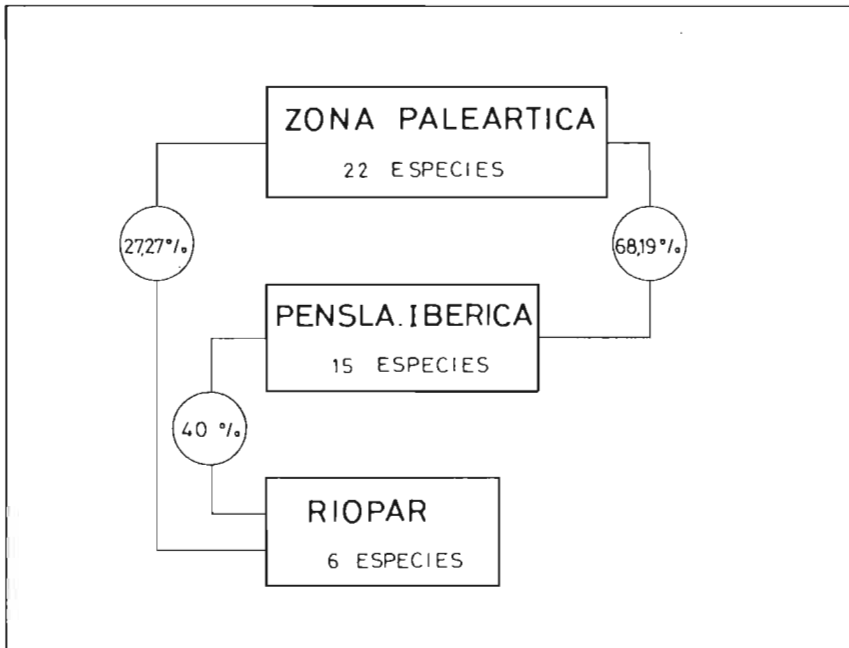 ZONA PALEARTICA
22 ESPECIES
27,27%
68,19%
PENSLA. IBERICA
15 ESPECIES
40 %
RIOPAR
6 ESPECIES